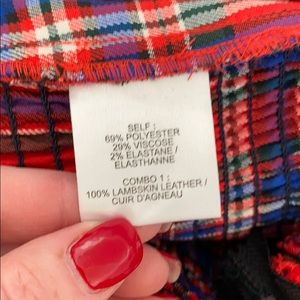 SELF :
69% POLYESTER
29% VISCOSE
2% ELASTANE /
ELASTHANNE
COMBO 1 :
100% LAMBSKIN LEATHER /
CUIR D'AGNEAU